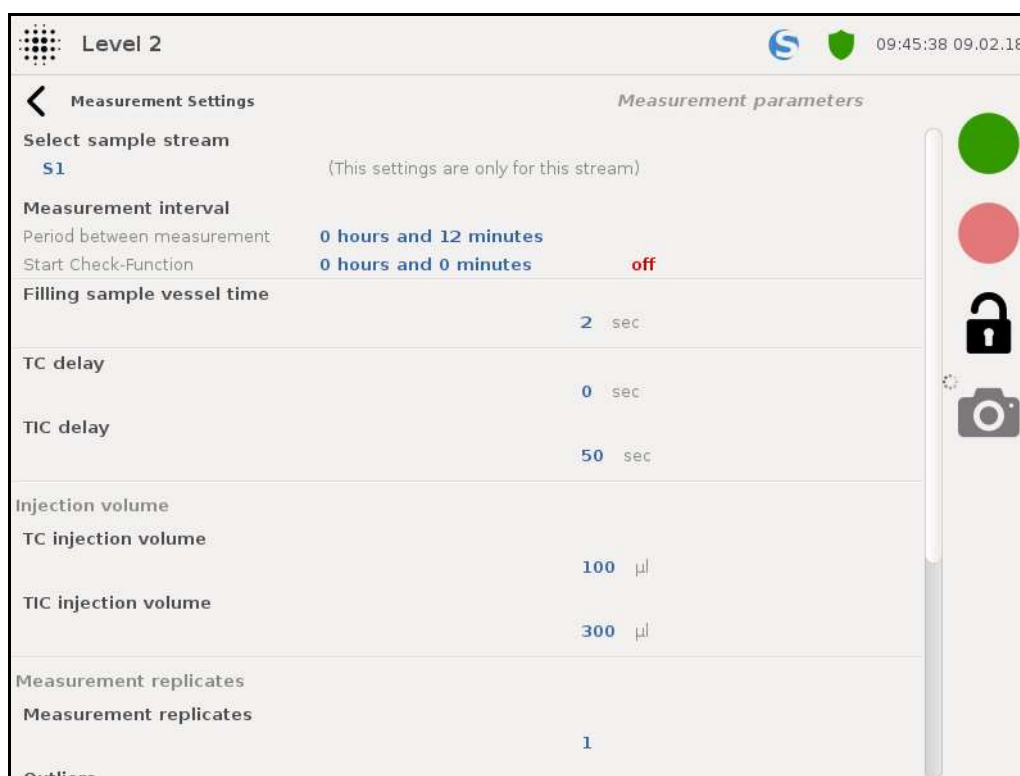 Level 2
09:45:38 09.02.18
Measurement Settings
Measurement parameters
Select sample stream
S1
(This settings are only for this stream)
Measurement interval
Period between measurement
0 hours and 12 minutes
Start Check-Function
0 hours and 0 minutes
off
Filling sample vessel time
2 sec
TC delay
0 sec
TIC delay
50 sec
Injection volume
TC injection volume
100 µl
TIC injection volume
300 µl
Measurement replicates
Measurement replicates
1
Outliers